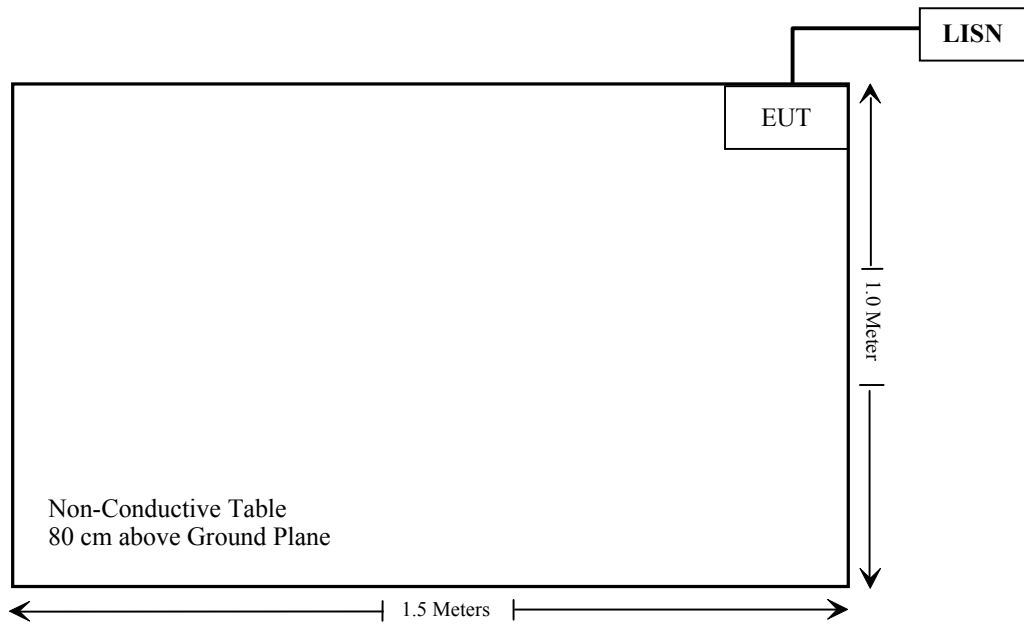 LISN
EUT
1.0 Meter
Non-Conductive Table
80 cm above Ground Plane
1.5 Meters